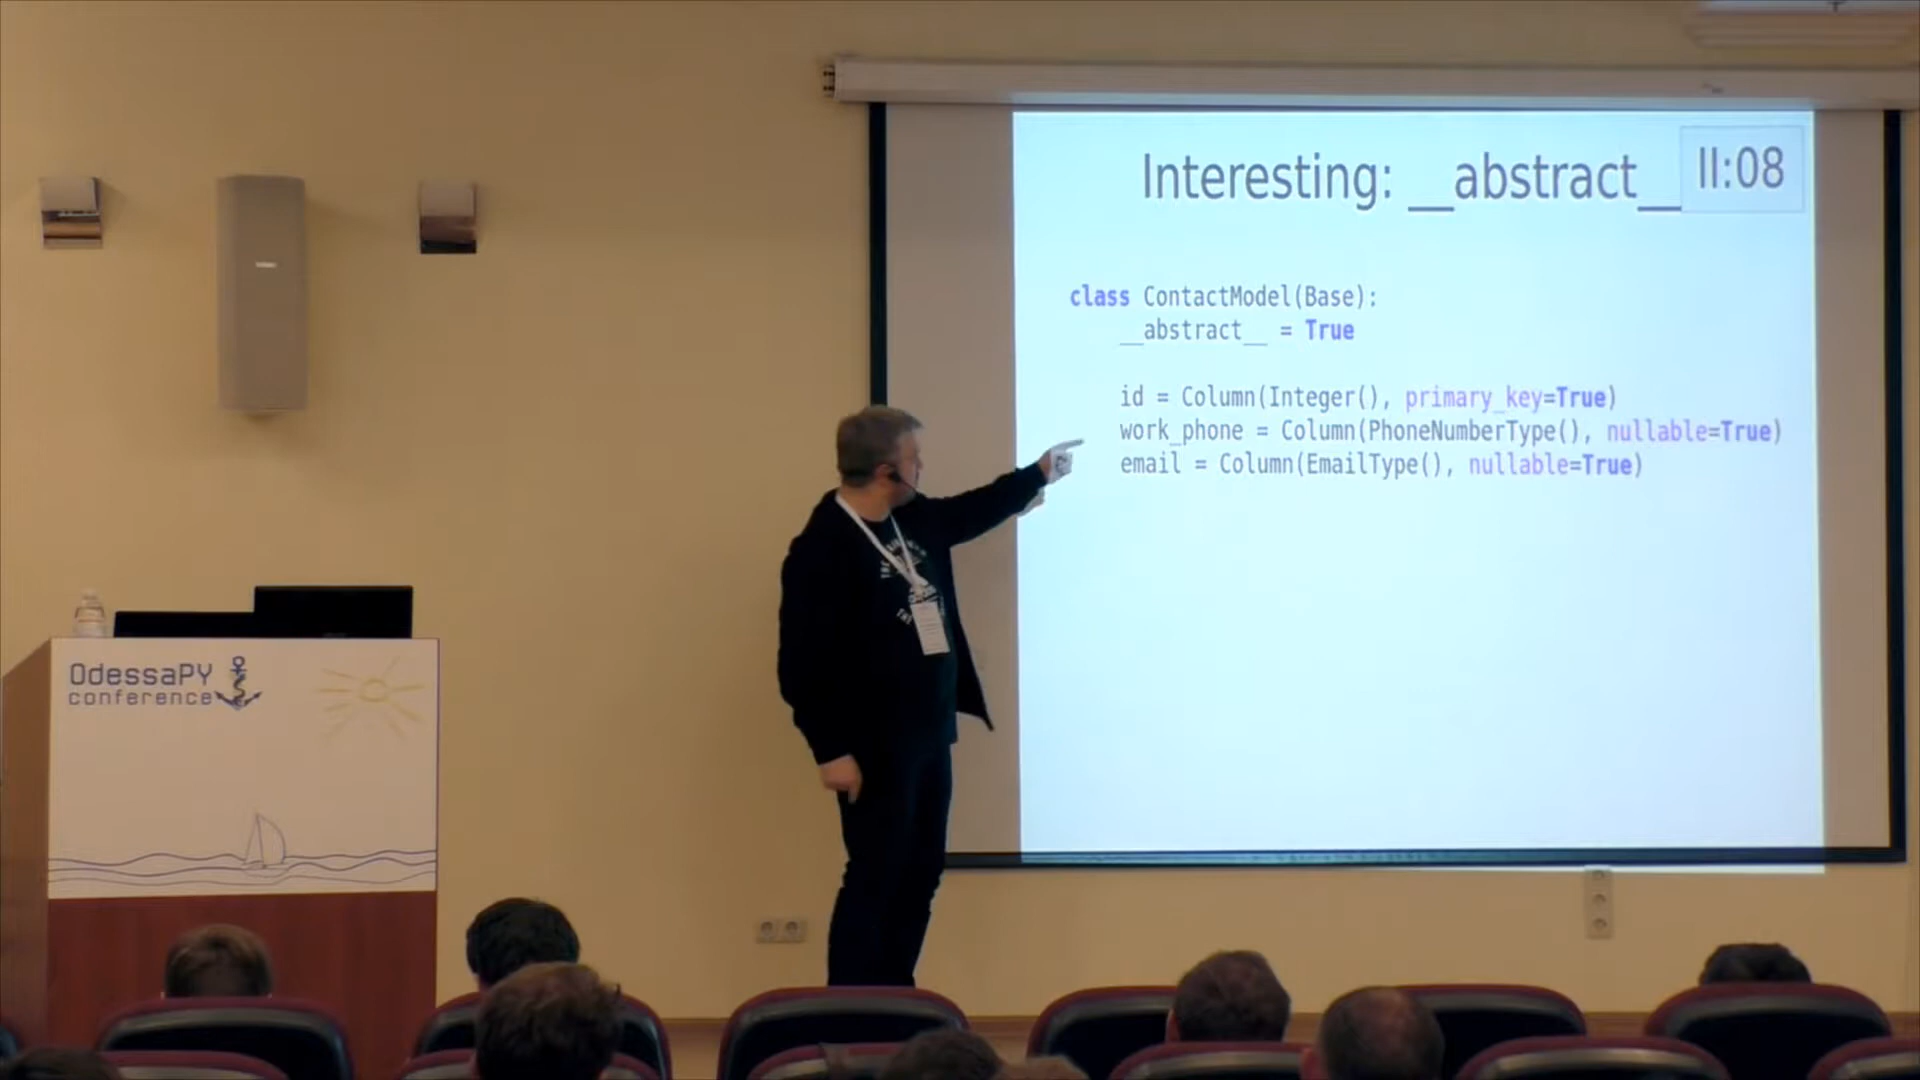 Interesting: __abstract__
II:08
class ContactModel(Base):
__abstract__ = True
id = Column(Integer(), primary_key=True)
work_phone = Column(PhoneNumberType(), nullable=True)
email = Column(EmailType(), nullable=True)
OdessaPY
conference